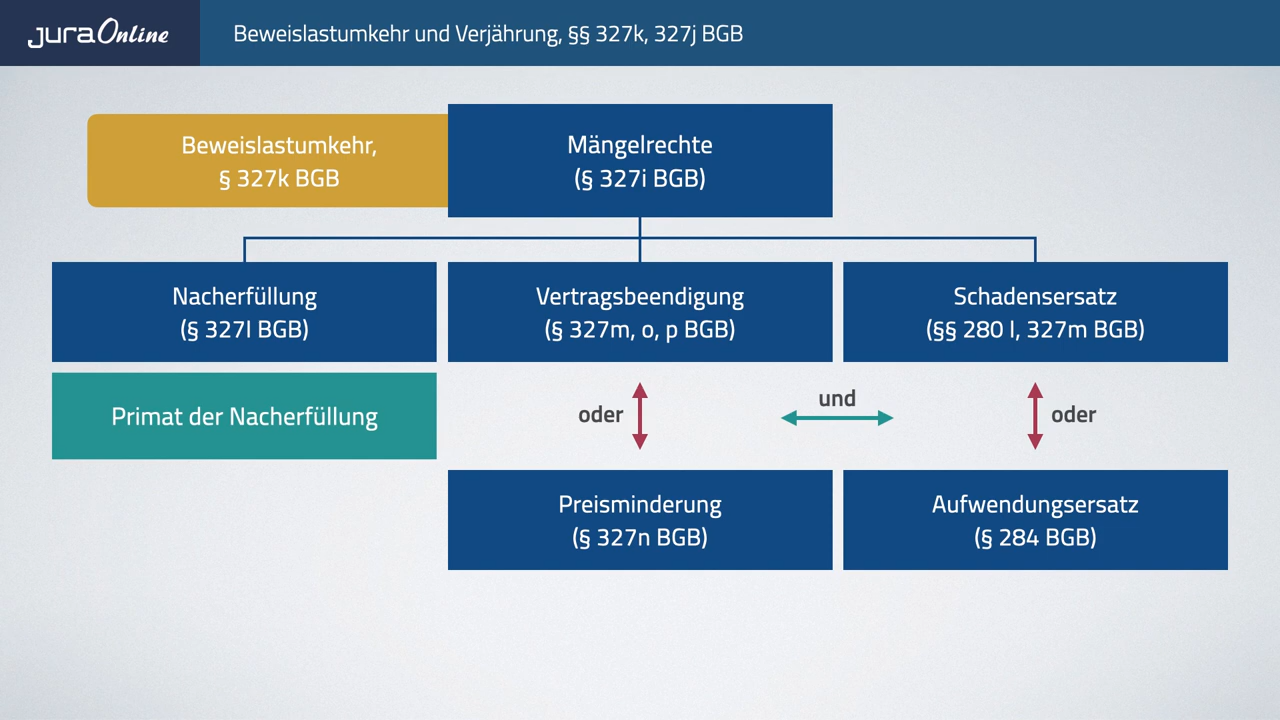 juraOnline
Beweislastumkehr und Verjährung, §§ 327k, 327j BGB
Beweislastumkehr,
§ 327k BGB
Mängelrechte
(§ 327i BGB)
Nacherfüllung
(§ 327l BGB)
Vertragsbeendigung
(§ 327m, o, p BGB)
Schadensersatz
(§§ 280 I, 327m BGB)
Primat der Nacherfüllung
oder
und
oder
Preisminderung
(§ 327n BGB)
Aufwendungsersatz
(§ 284 BGB)